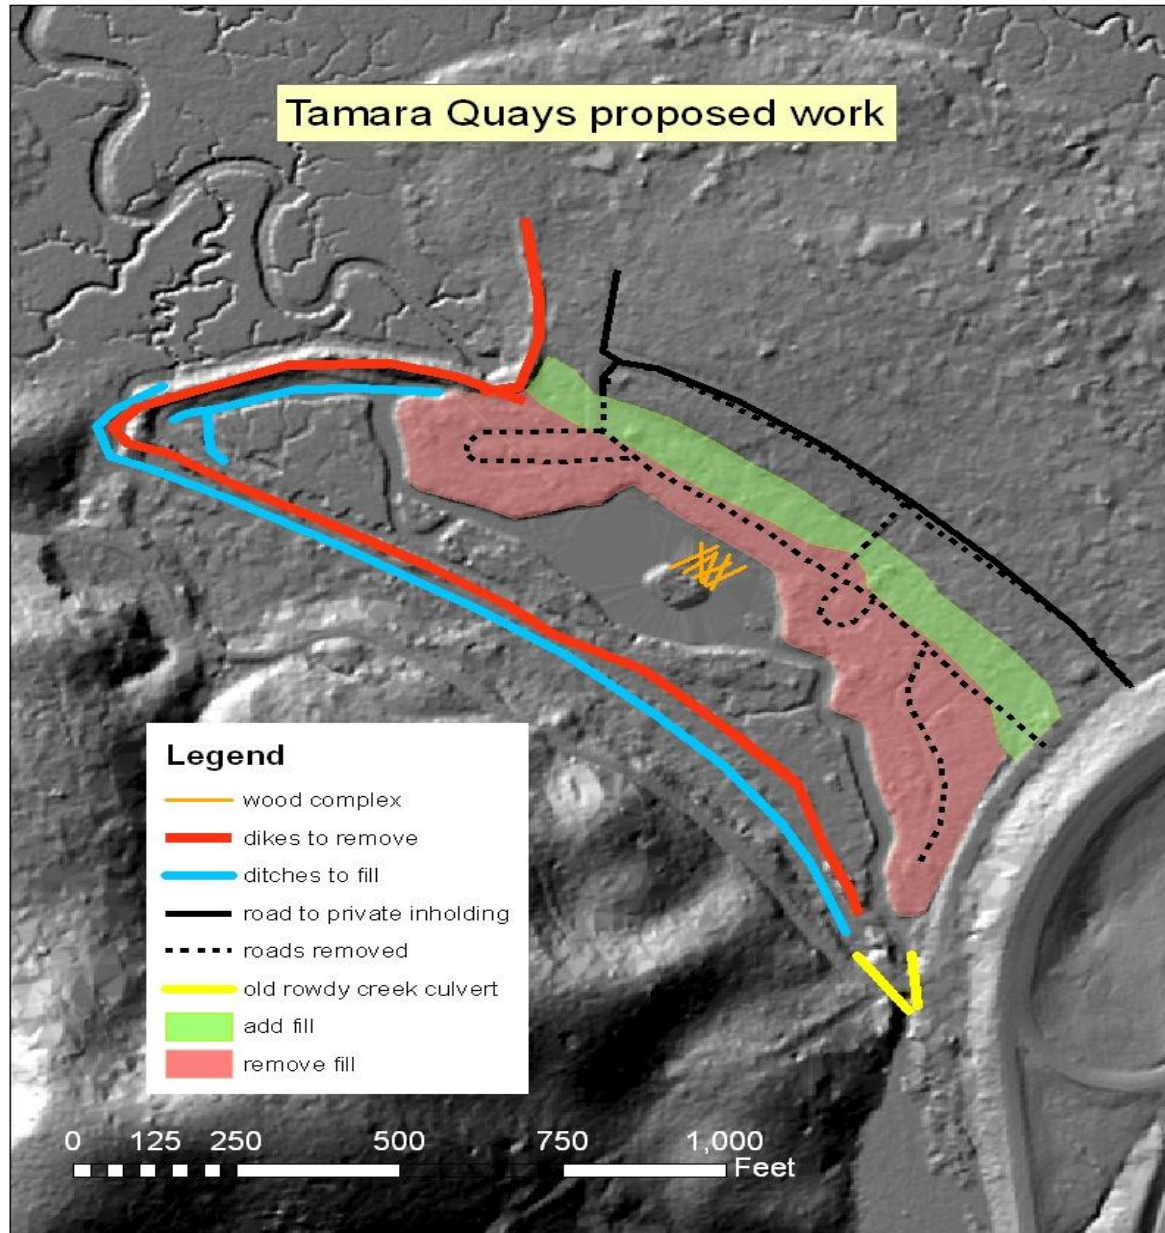 Tamara Quays proposed work
Legend
wood complex
dikes to remove
ditches to fill
road to private inholding
roads removed
old rowdy creek culvert
add fill
remove fill
0 125 250 500 750 1,000
Feet